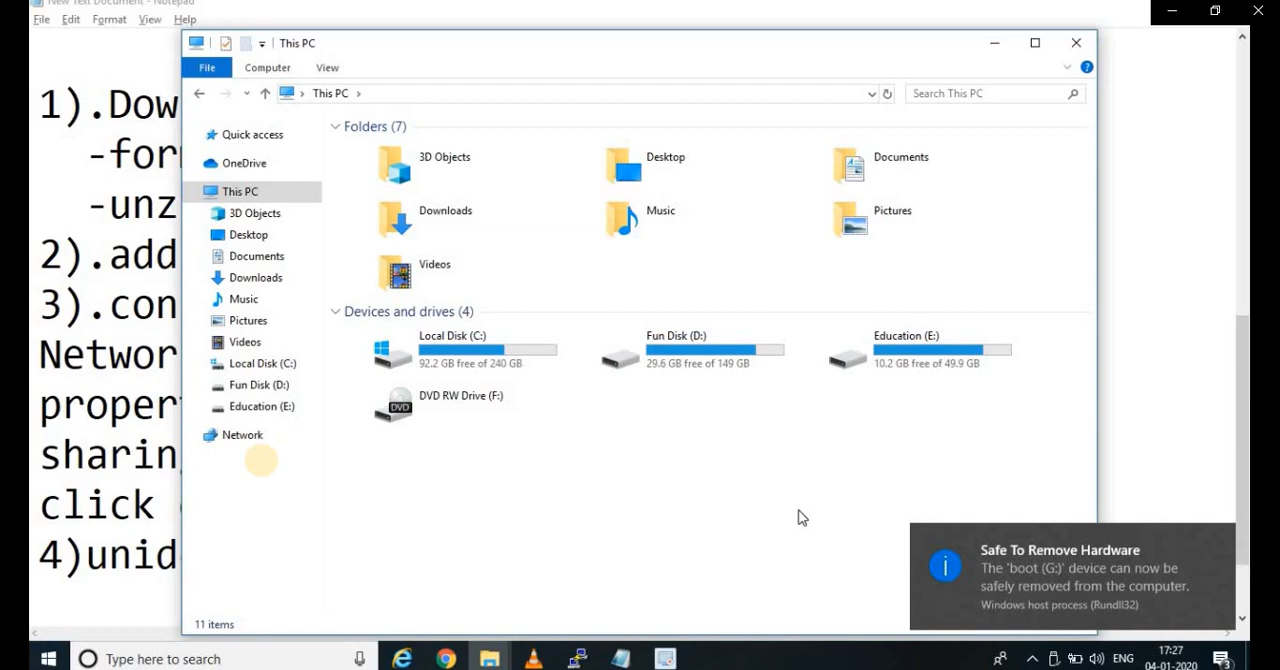 New Text Document - Notepad
File Edit Format View Help
This PC
File Computer View
This PC
Search This PC
1).Dow
-for
-unz
2).add
3).con
Networ
proper
sharin
click
4)unid
Quick access
OneDrive
This PC
3D Objects
Desktop
Documents
Downloads
Music
Pictures
Videos
Local Disk (C:)
Fun Disk (D:)
Education (E:)
Network
Folders (7)
3D Objects
Desktop
Documents
Downloads
Music
Pictures
Videos
Devices and drives (4)
Local Disk (C:)
92.2 GB free of 240 GB
Fun Disk (D:)
29.6 GB free of 149 GB
Education (E:)
10.2 GB free of 49.9 GB
DVD
DVD RW Drive (F:)
11 items
Safe To Remove Hardware
The 'boot (G:)' device can now be
safely removed from the computer.
Windows host process (Rundll32)
Type here to search
ENG
17:27
04-01-2020
3